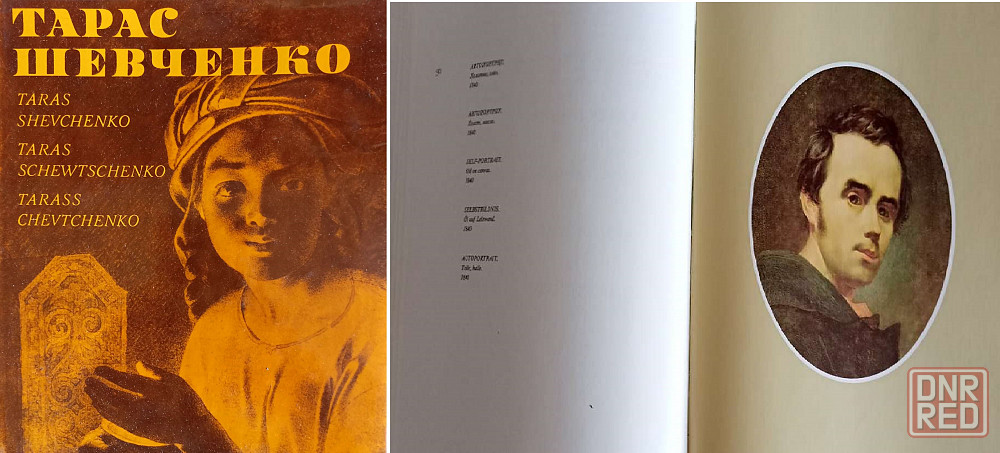 ТАРАС
ШЕВЧЕНКО
TARAS
SHEVCHENKO
TARAS
SCHEWTSCHENKO
TARASS
CHEVTCHENKO
АВТОПОРТРЕТ.
1840
АВТОПОРТРЕТ.
1840
SELF-PORTRAIT.
Oil on canvas.
1840
SELBSTBILDNIS.
Öl auf Leinwand.
1840
AUTOPORTRAIT.
Toile, huile.
1840
DNR
RED